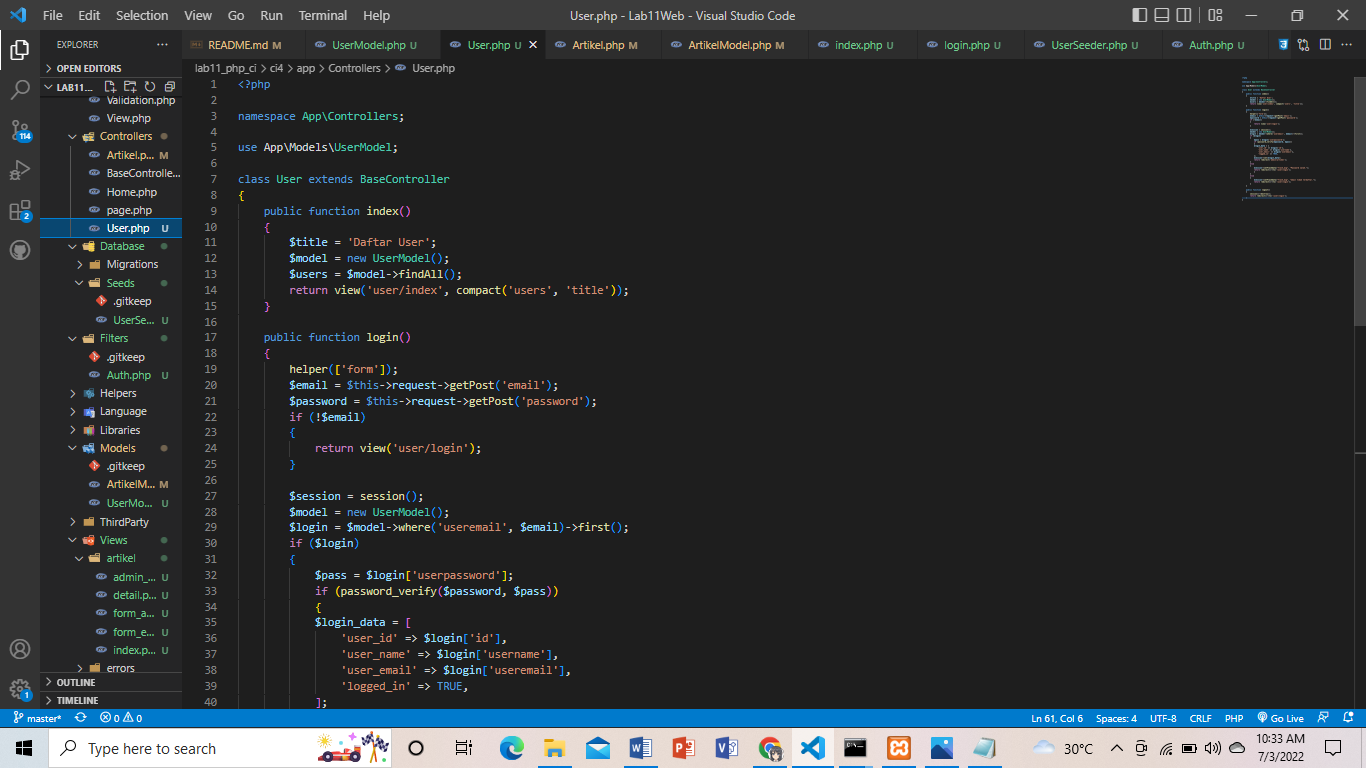 File Edit Selection View Go Run Terminal Help
User.php - Lab11Web - Visual Studio Code
EXPLORER
README.md M
UserModel.php U
User.php U
Artikel.php M
ArtikelModel.php M
index.php U
login.php U
UserSeeder.php U
Auth.php U
OPEN EDITORS
LAB11...
Validation.php
View.php
Controllers
Artikel.p... M
BaseControlle...
Home.php
page.php
User.php U
Database
Migrations
Seeds
.gitkeep
UserSe... U
Filters
.gitkeep
Auth.php U
Helpers
Language
Libraries
Models
.gitkeep
ArtikelM... M
UserMo... U
ThirdParty
Views
artikel
admin_... U
detail.p... U
form_a... U
form_e... U
index.p... U
errors
OUTLINE
TIMELINE
114
2
1
lab11_php_ci > ci4 > app > Controllers > User.php
1 <?php
2
3 namespace App\Controllers;
4
5 use App\Models\UserModel;
6
7 class User extends BaseController
8 {
9 public function index()
10 {
11 $title = 'Daftar User';
12 $model = new UserModel();
13 $users = $model->findAll();
14 return view('user/index', compact('users', 'title'));
15 }
16
17 public function login()
18 {
19 helper(['form']);
20 $email = $this->request->getPost('email');
21 $password = $this->request->getPost('password');
22 if (!$email)
23 {
24 return view('user/login');
25 }
26
27 $session = session();
28 $model = new UserModel();
29 $login = $model->where('useremail', $email)->first();
30 if ($login)
31 {
32 $pass = $login['userpassword'];
33 if (password_verify($password, $pass))
34 {
35 $login_data = [
36 'user_id' => $login['id'],
37 'user_name' => $login['username'],
38 'user_email' => $login['useremail'],
39 'logged_in' => TRUE,
40 ];
master* 0 0 Ln 61, Col 6 Spaces: 4 UTF-8 CRLF PHP Go Live
Type here to search
30°C
10:33 AM
7/3/2022